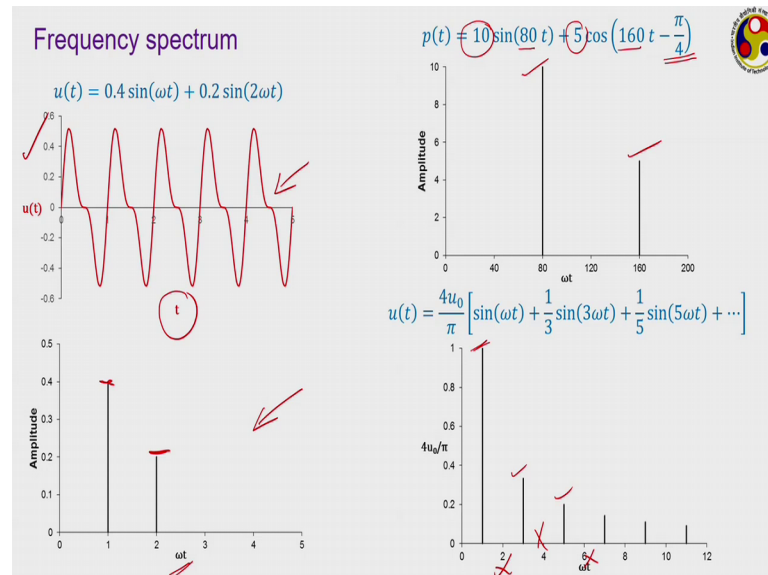 Frequency spectrum
u(t) = 0.4 sin(ωt) + 0.2 sin(2ωt)
0.6
0.4
0.2
0
-0.2
-0.4
-0.6
u(t)
0 1 2 3 4 5
t
Amplitude
0.5
0.4
0.3
0.2
0.1
0
0 1 2 3 4 5
ωt
p(t) = 10 sin(80 t) + 5 cos (160 t − π/4)
Amplitude
10
8
6
4
2
0
0 40 80 120 160 200
ωt
u(t) = 4u₀/π [sin(ωt) + 1/3 sin(3ωt) + 1/5 sin(5ωt) + ⋯]
4u₀/π
1
0.8
0.6
0.4
0.2
0
0 2 4 6 8 10 12
ωt